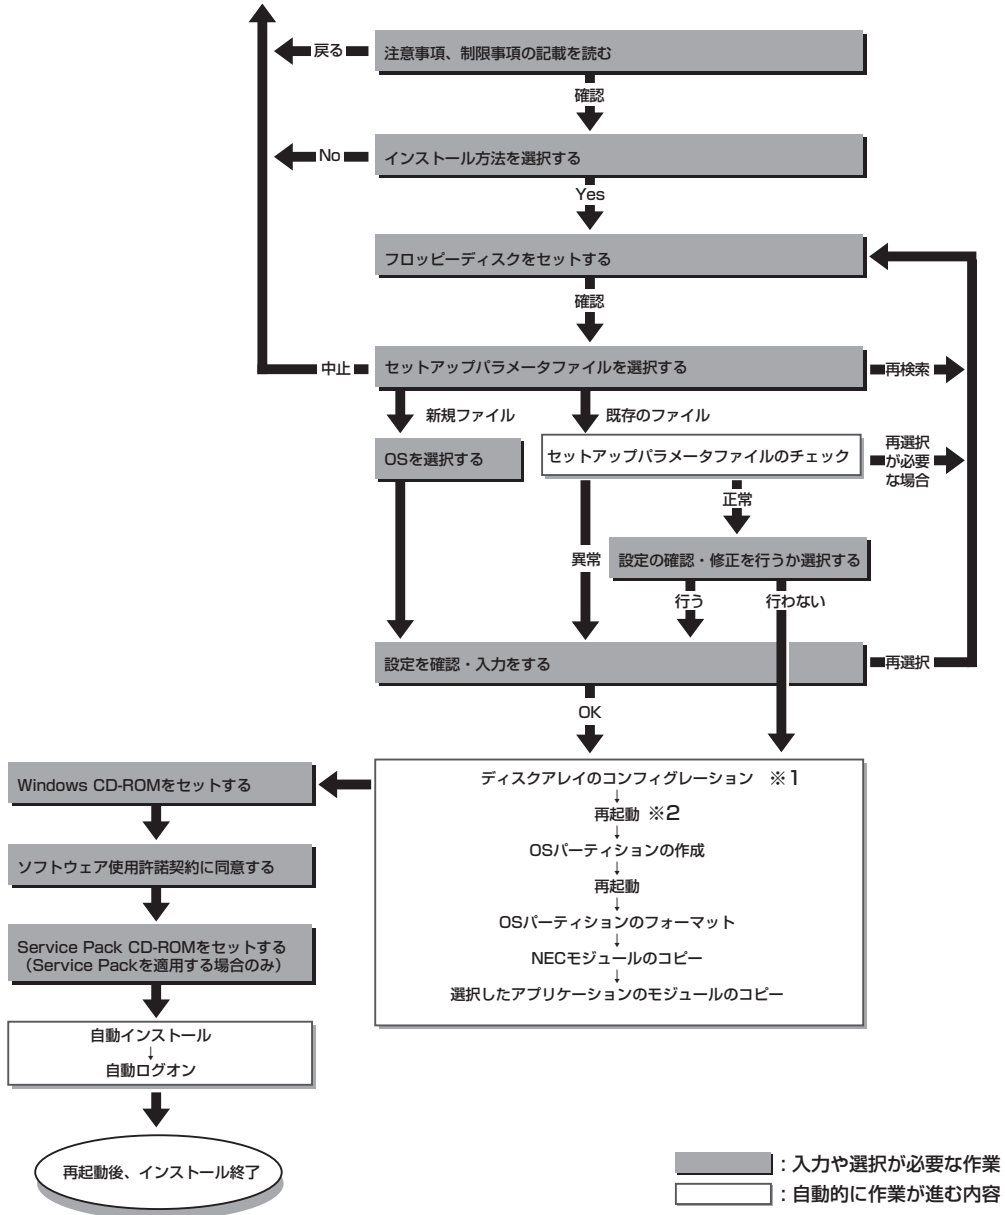 戻る
注意事項、制限事項の記載を読む
確認
No
インストール方法を選択する
Yes
フロッピーディスクをセットする
確認
中止
セットアップパラメータファイルを選択する
再検索
新規ファイル
既存のファイル
OSを選択する
セットアップパラメータファイルのチェック
再選択
が必要
な場合
正常
異常
設定の確認・修正を行うか選択する
行う
行わない
設定を確認・入力をする
再選択
OK
ディスクアレイのコンフィグレーション ※1
↓
再起動 ※2
↓
OSパーティションの作成
↓
再起動
↓
OSパーティションのフォーマット
↓
NECモジュールのコピー
↓
選択したアプリケーションのモジュールのコピー
Windows CD-ROMをセットする
ソフトウェア使用許諾契約に同意する
Service Pack CD-ROMをセットする
（Service Packを適用する場合のみ）
自動インストール
↓
自動ログオン
再起動後、インストール終了
：入力や選択が必要な作業
：自動的に作業が進む内容